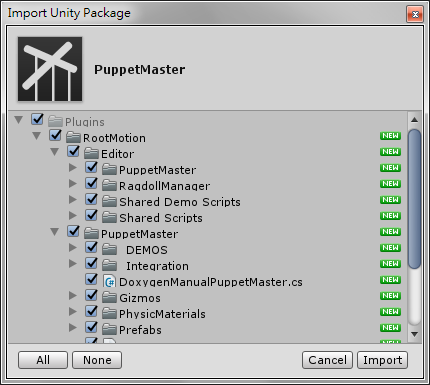 Import Unity Package
PuppetMaster
Plugins
RootMotion NEW
Editor NEW
PuppetMaster NEW
RagdollManager NEW
Shared Demo Scripts NEW
Shared Scripts NEW
PuppetMaster NEW
_DEMOS NEW
_Integration NEW
DoxygenManualPuppetMaster.cs NEW
Gizmos NEW
PhysicMaterials NEW
Prefabs NEW
All None Cancel Import